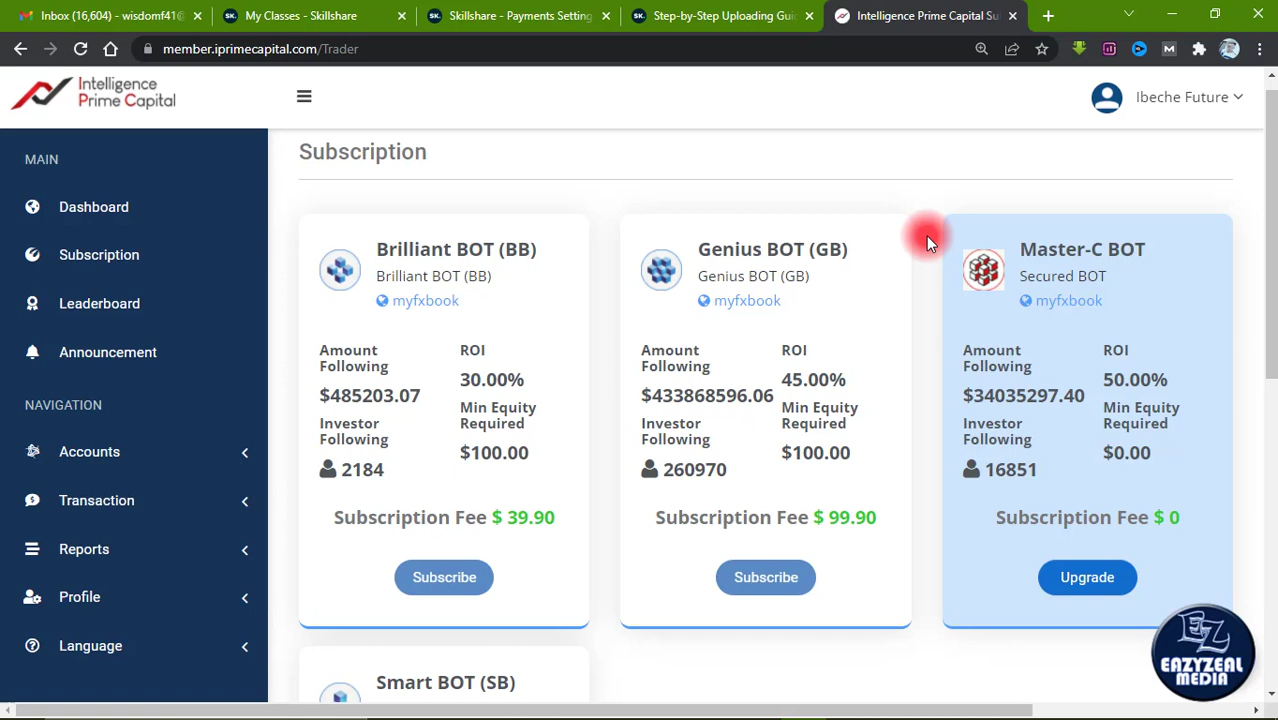 Inbox (16,604) - wisdomf41@
My Classes - Skillshare
Skillshare - Payments Setting
Step-by-Step Uploading Gui
Intelligence Prime Capital Su
member.iprimecapital.com/Trader
Intelligence
Prime Capital
Ibeche Future
MAIN
Dashboard
Subscription
Leaderboard
Announcement
NAVIGATION
Accounts
Transaction
Reports
Profile
Language
Subscription
Brilliant BOT (BB)
Brilliant BOT (BB)
myfxbook
Amount
Following
$485203.07
Investor
Following
2184
ROI
30.00%
Min Equity
Required
$100.00
Subscription Fee $ 39.90
Subscribe
Genius BOT (GB)
Genius BOT (GB)
myfxbook
Amount
Following
$433868596.06
Investor
Following
260970
ROI
45.00%
Min Equity
Required
$100.00
Subscription Fee $ 99.90
Subscribe
Master-C BOT
Secured BOT
myfxbook
Amount
Following
$34035297.40
Investor
Following
16851
ROI
50.00%
Min Equity
Required
$0.00
Subscription Fee $ 0
Upgrade
Smart BOT (SB)
EZ
EAZYZEAL
MEDIA